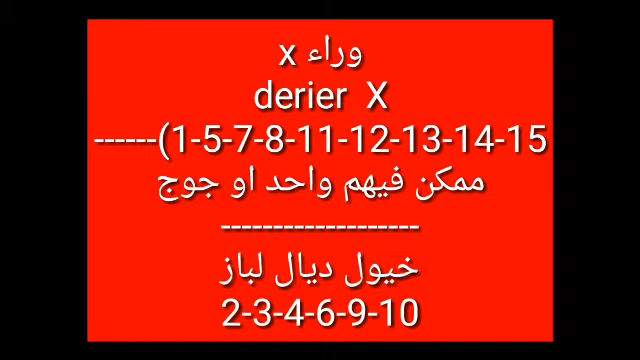 وراء x
derier X
------(1-5-7-8-11-12-13-14-15
ممكن فيهم واحد او جوج
-------------------
خيول ديال لباز
2-3-4-6-9-10